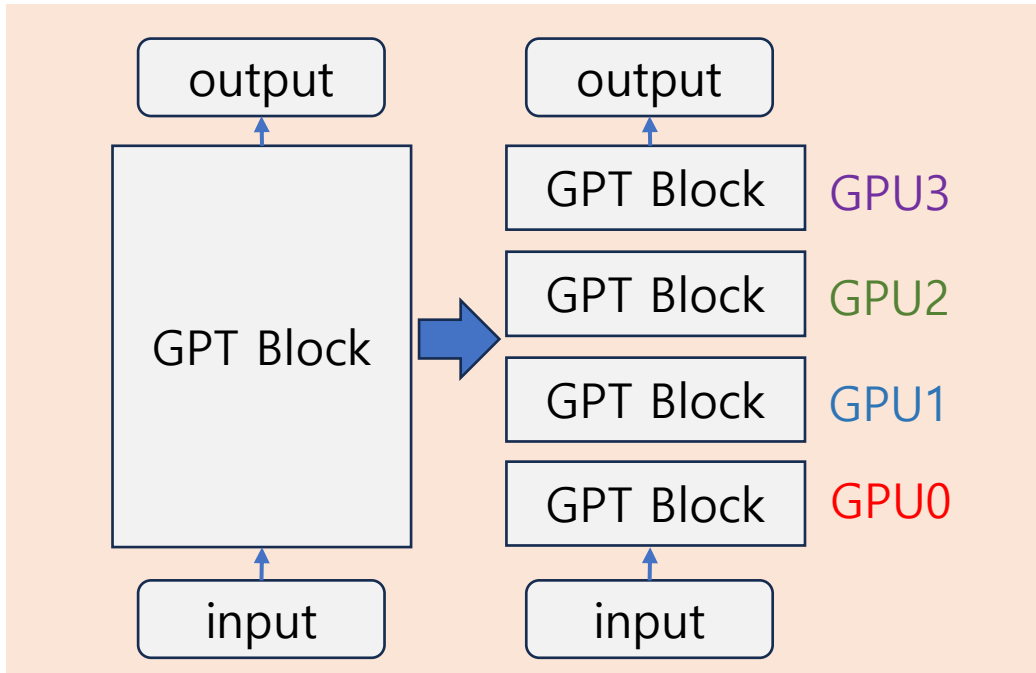 output
GPT Block
input
output
GPT Block GPU3
GPT Block GPU2
GPT Block GPU1
GPT Block GPU0
input